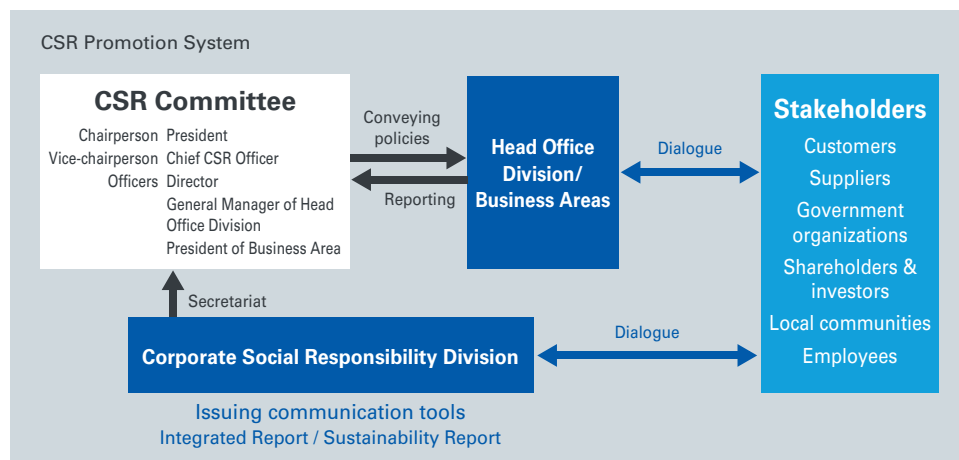 CSR Promotion System
CSR Committee
Chairperson President
Vice-chairperson Chief CSR Officer
Officers Director
General Manager of Head
Office Division
President of Business Area
Conveying
policies
Reporting
Head Office
Division/
Business Areas
Dialogue
Stakeholders
Customers
Suppliers
Government
organizations
Shareholders &
investors
Local communities
Employees
Secretariat
Corporate Social Responsibility Division
Dialogue
Issuing communication tools
Integrated Report / Sustainability Report